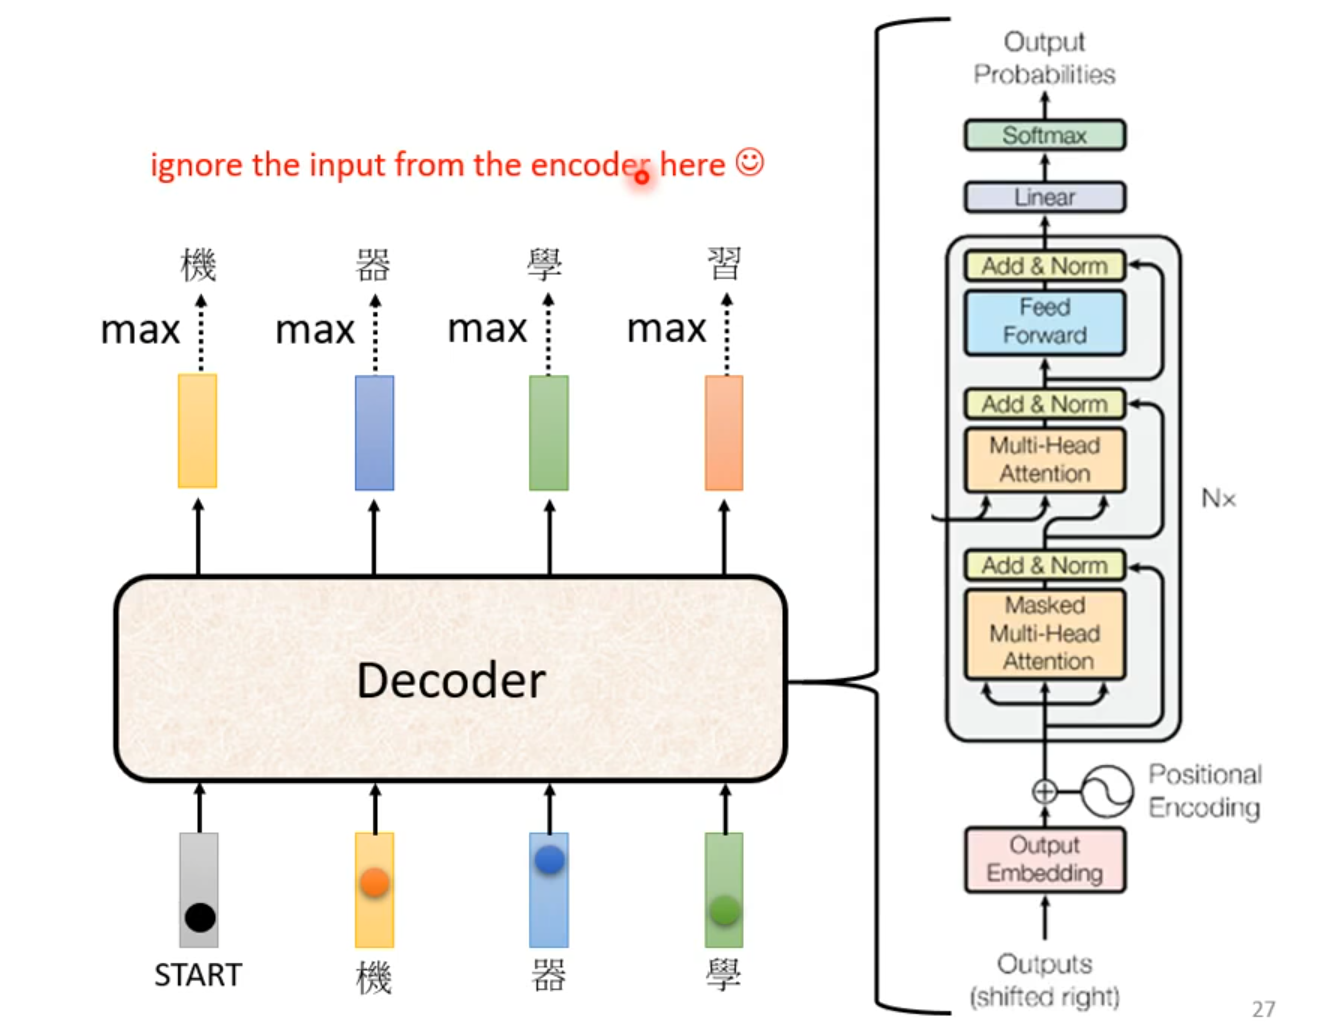 ignore the input from the encoder here ☺
機 器 學 習
max max max max
Decoder
START 機 器 學
Output
Probabilities
Softmax
Linear
Add & Norm
Feed
Forward
Add & Norm
Multi-Head
Attention
N×
Add & Norm
Masked
Multi-Head
Attention
Positional
Encoding
Output
Embedding
Outputs
(shifted right)
27